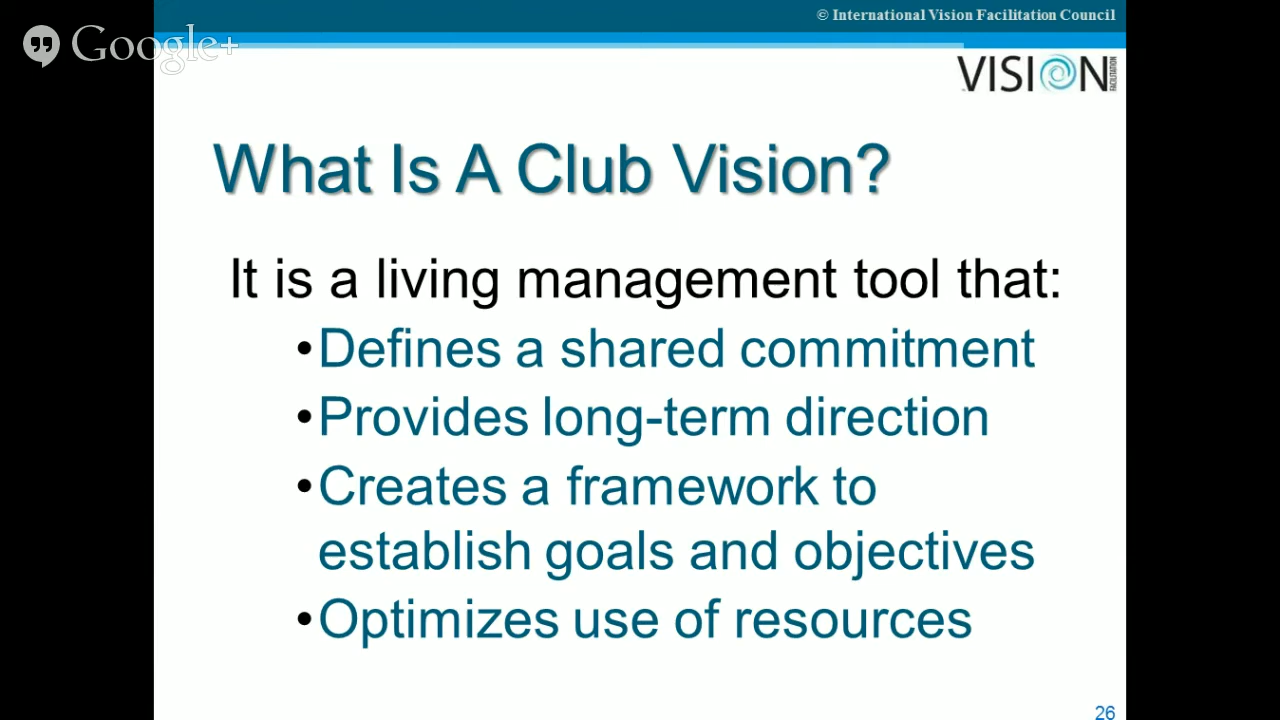 © International Vision Facilitation Council
Google+
VISION
FACILITATION
What Is A Club Vision?
It is a living management tool that:
•Defines a shared commitment
•Provides long-term direction
•Creates a framework to
establish goals and objectives
•Optimizes use of resources
26